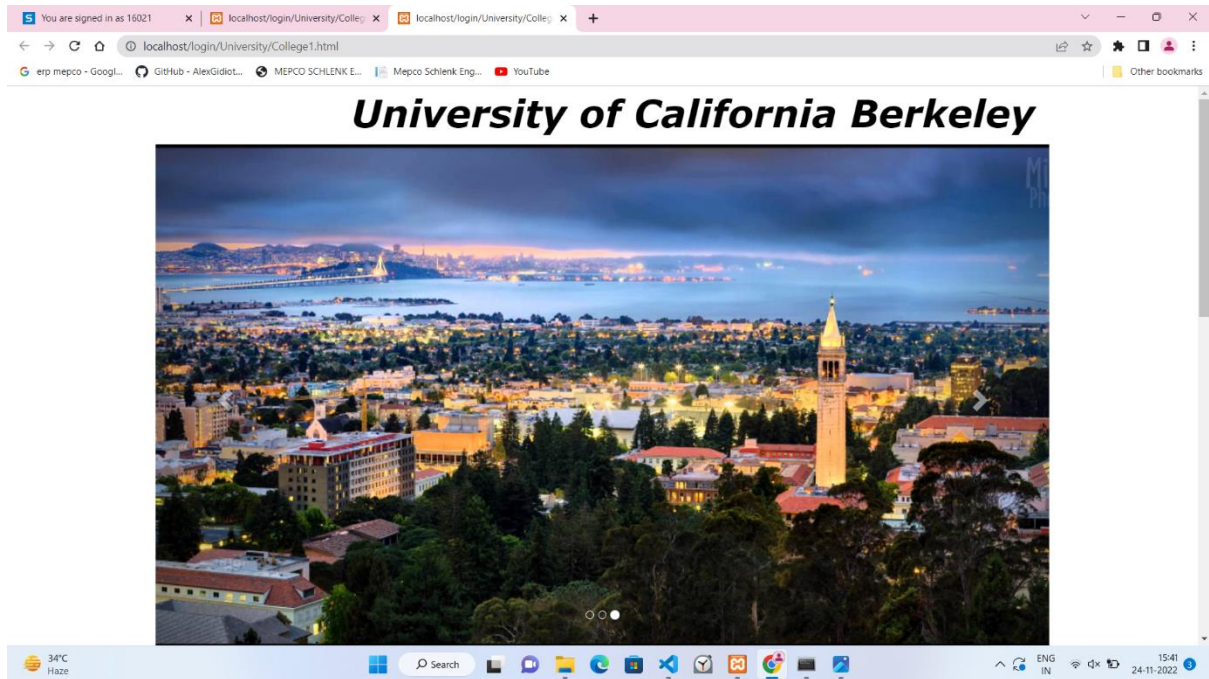 You are signed in as 16021
localhost/login/University/Colleg
localhost/login/University/Colleg
localhost/login/University/College1.html
erp mepco - Googl...
GitHub - AlexGidiot...
MEPCO SCHLENK E...
Mepco Schlenk Eng...
YouTube
Other bookmarks
University of California Berkeley
34°C
Haze
Search
ENG
IN
15:41
24-11-2022
3